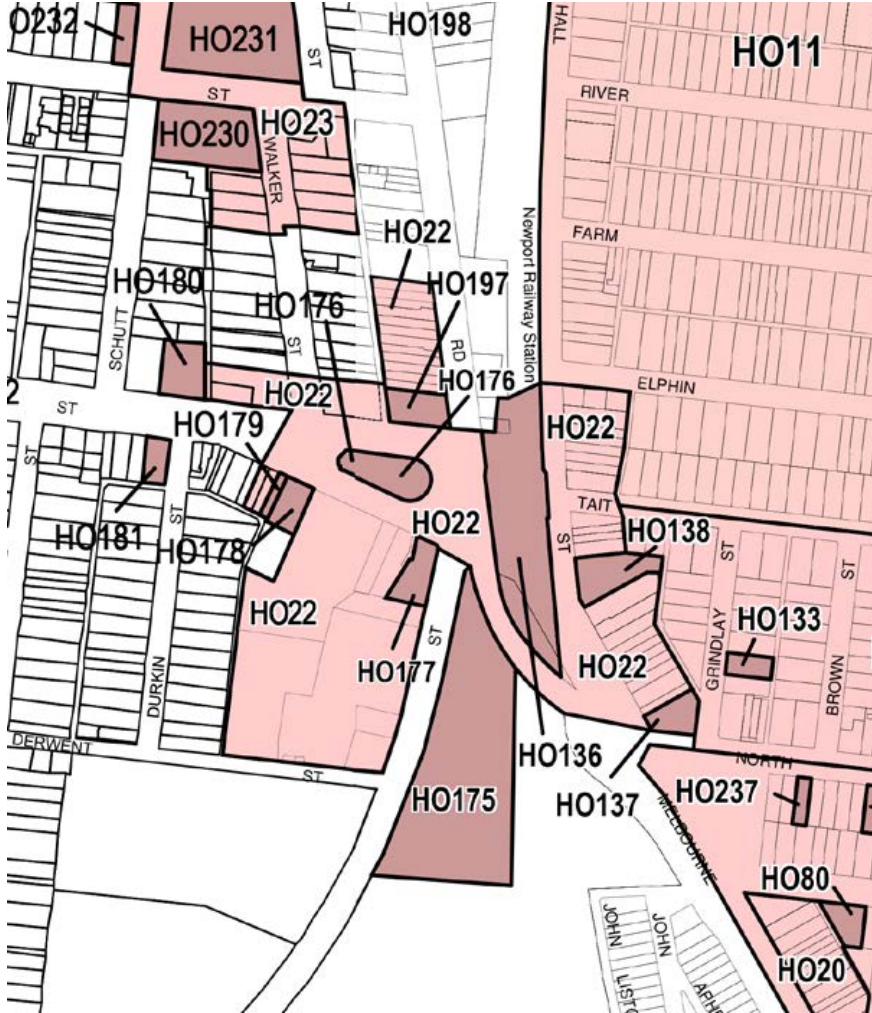 HO231
HO198
HALL
HO11
ST
ST
RIVER
HO230
HO23
WALKER
HO22
FARM
Newport Railway Station
HO180
HO197
HO176
SCHUTT
ST
RD
HO176
ELPHIN
HO22
HO22
ST
HO179
ST
TAIT
HO22
HO138
HO181
HO178
ST
ST
ST
ST
HO22
HO133
GRINDLAY
HO177
ST
HO22
BROWN
DURKIN
DERWENT
ST
HO136
NORTH
HO175
HO137
HO237
MELBOURNE
HO80
JOHN
JOHN
HO20